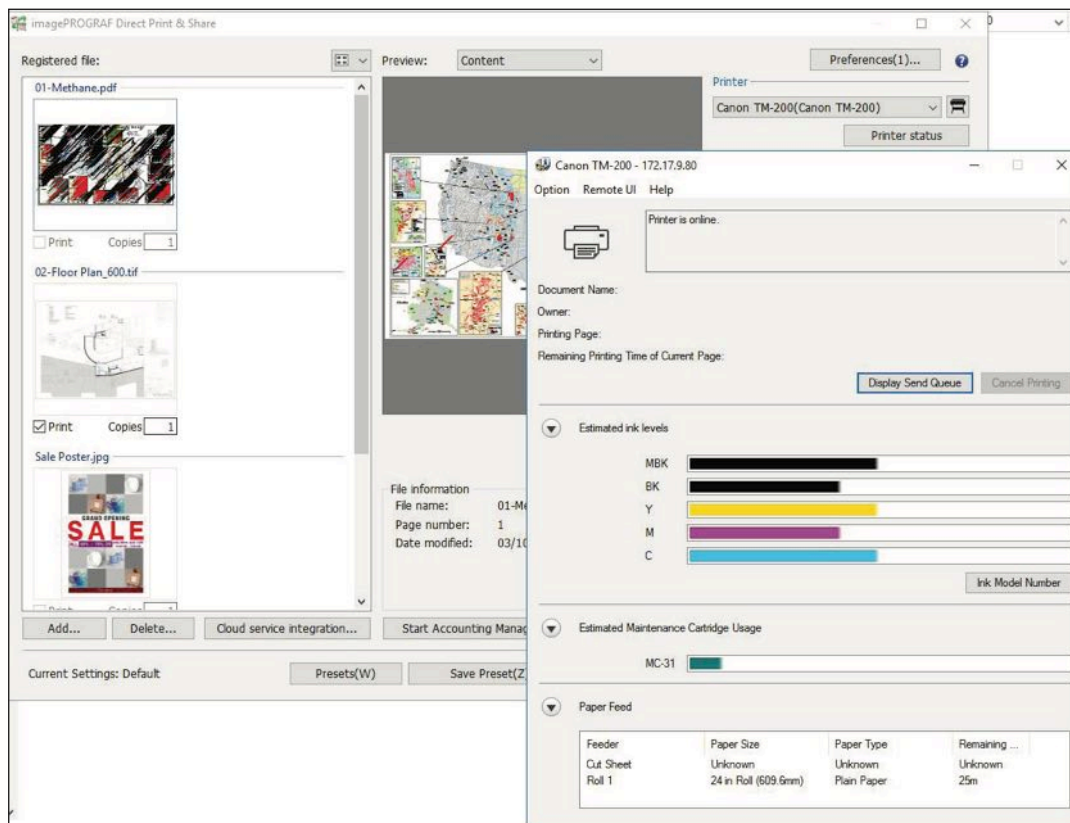 imagePROGRAF Direct Print & Share
Registered file:
Preview:
Content
Preferences(1)...
Printer
Canon TM-200(Canon TM-200)
Printer status
01-Methane.pdf
Print Copies 1
02-Floor Plan_600.tif
Print Copies 1
Sale Poster.jpg
GRAND OPENING
SALE
Print Copies 1
File information
File name: 01-Me
Page number: 1
Date modified: 03/10
Add...
Delete...
Cloud service integration...
Start Accounting Manag
Current Settings: Default
Presets(W)
Save Preset(Z)
Canon TM-200 - 172.17.9.80
Option Remote UI Help
Printer is online.
Document Name:
Owner:
Printing Page:
Remaining Printing Time of Current Page:
Display Send Queue
Cancel Printing
Estimated ink levels
MBK
BK
Y
M
C
Ink Model Number
Estimated Maintenance Cartridge Usage
MC-31
Paper Feed
Feeder Paper Size Paper Type Remaining ...
Cut Sheet Unknown Unknown Unknown
Roll 1 24 in Roll (609.6mm) Plain Paper 25m